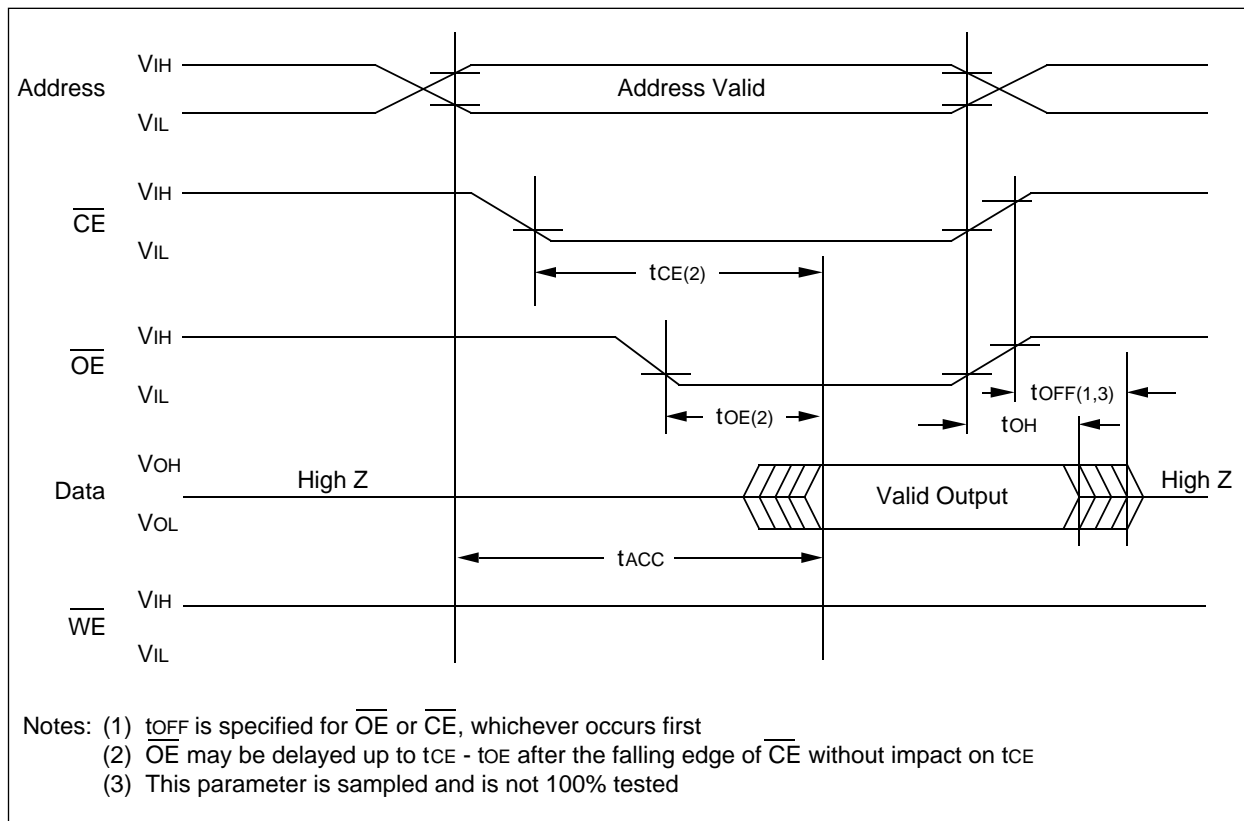 VIH
Address
Address Valid
VIL
VIH
CE
VIL
tCE(2)
VIH
OE
VIL
tOFF(1,3)
tOE(2)
tOH
VOH
High Z
High Z
Data
Valid Output
VOL
tACC
VIH
WE
VIL
Notes: (1) tOFF is specified for OE or CE, whichever occurs first
(2) OE may be delayed up to tCE - tOE after the falling edge of CE without impact on tCE
(3) This parameter is sampled and is not 100% tested